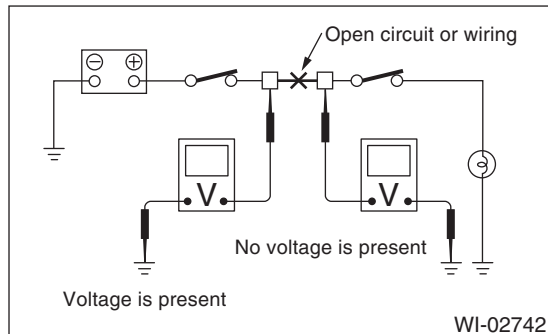 Open circuit or wiring
⊖ ⊕
V
V
No voltage is present
Voltage is present
WI-02742